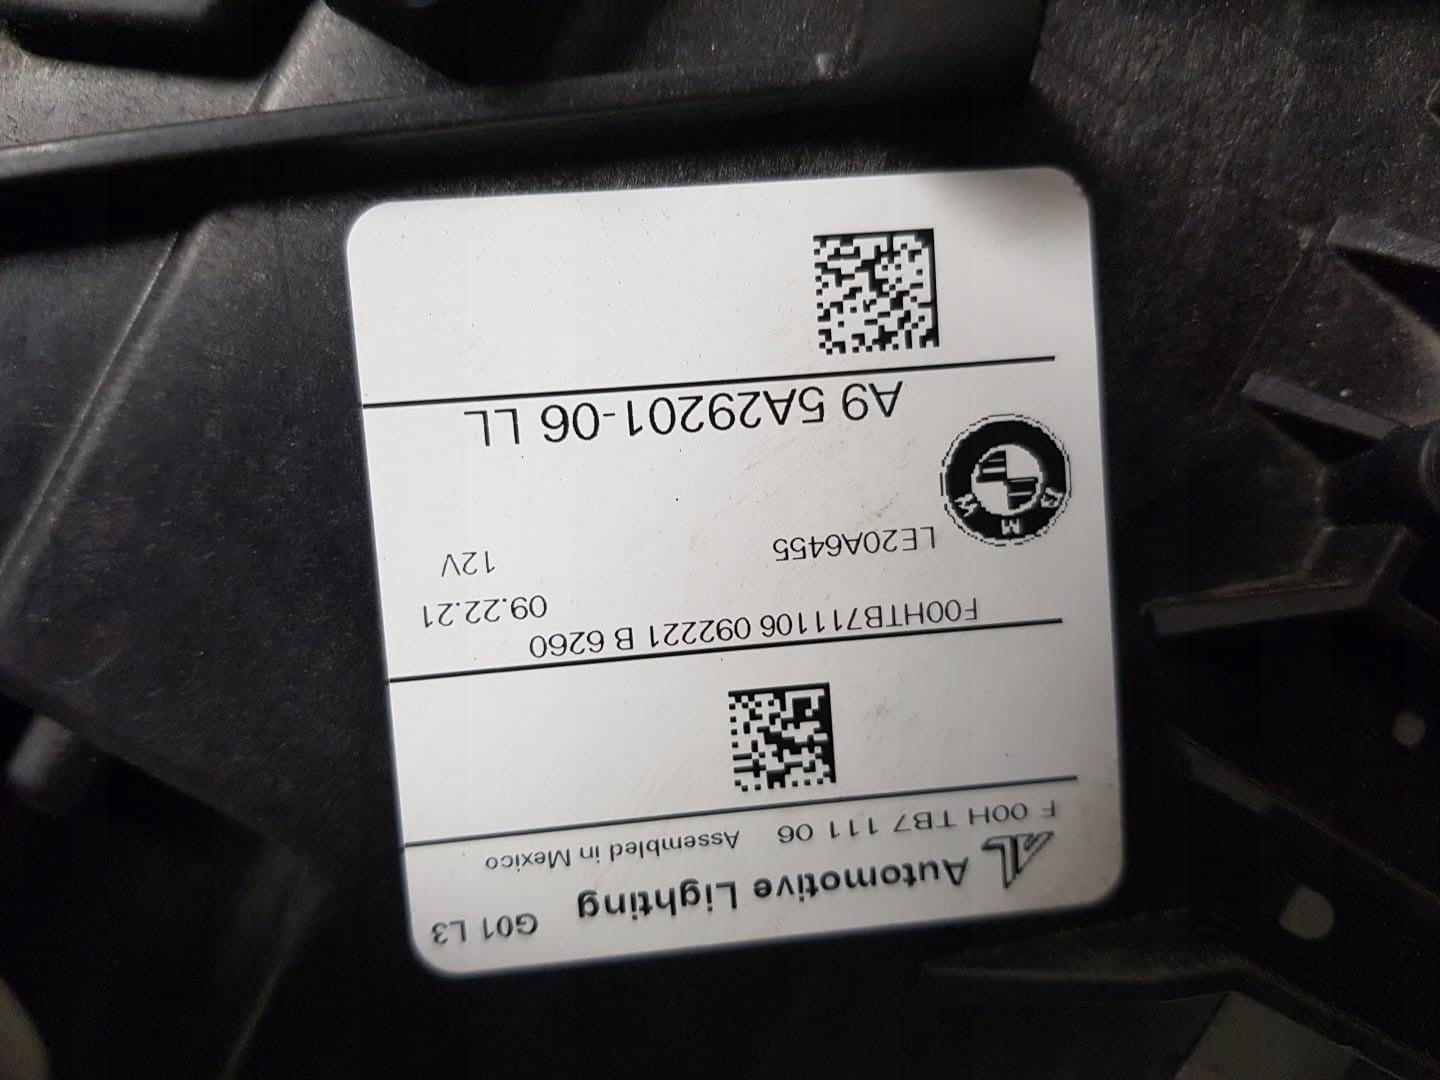 Automotive Lighting G01 L3
F 00H TB7 111 06 Assembled in Mexico
F00HTB711106 092221 B 6260
09.22.21
LE20A6455 12V
BMW
A9 5A29201-06 LL